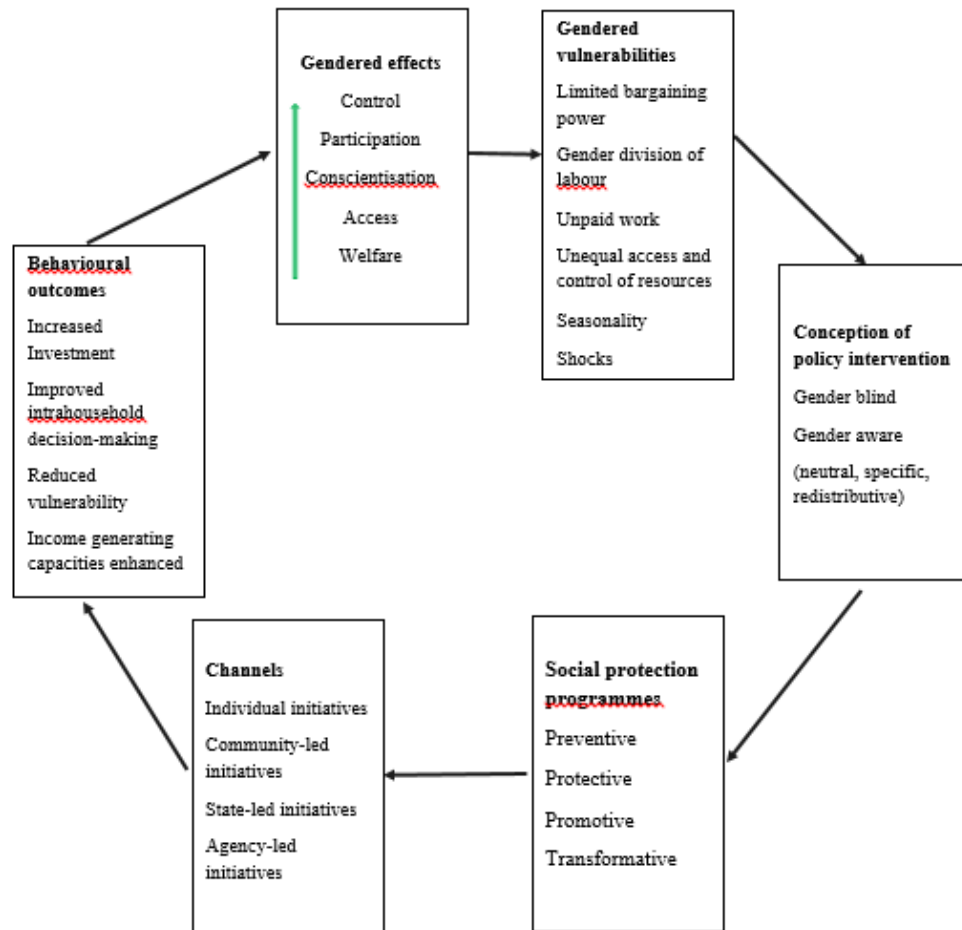 Gendered effects
Control
Participation
Conscientisation
Access
Welfare
Gendered
vulnerabilities
Limited bargaining
power
Gender division of
labour
Unpaid work
Unequal access and
control of resources
Seasonality
Shocks
Conception of
policy intervention
Gender blind
Gender aware
(neutral, specific,
redistributive)
Social protection
programmes
Preventive
Protective
Promotive
Transformative
Channels
Individual initiatives
Community-led
initiatives
State-led initiatives
Agency-led
initiatives
Behavioural
outcomes
Increased
Investment
Improved
intrahousehold
decision-making
Reduced
vulnerability
Income generating
capacities enhanced